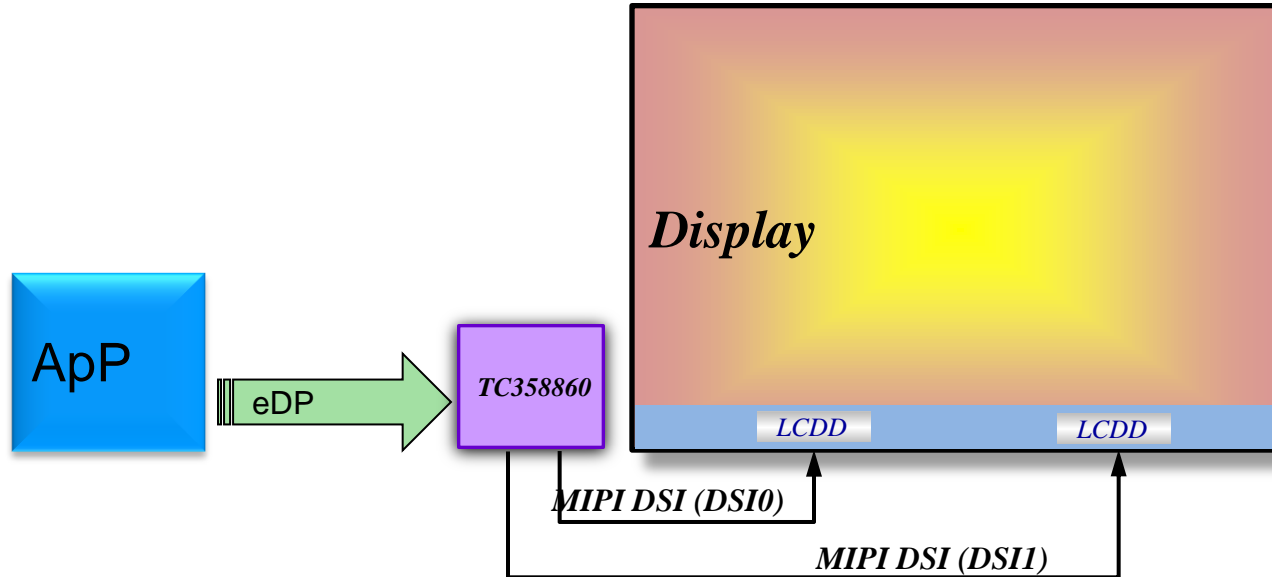 Display
ApP
eDP
TC358860
LCDD
LCDD
MIPI DSI (DSI0)
MIPI DSI (DSI1)